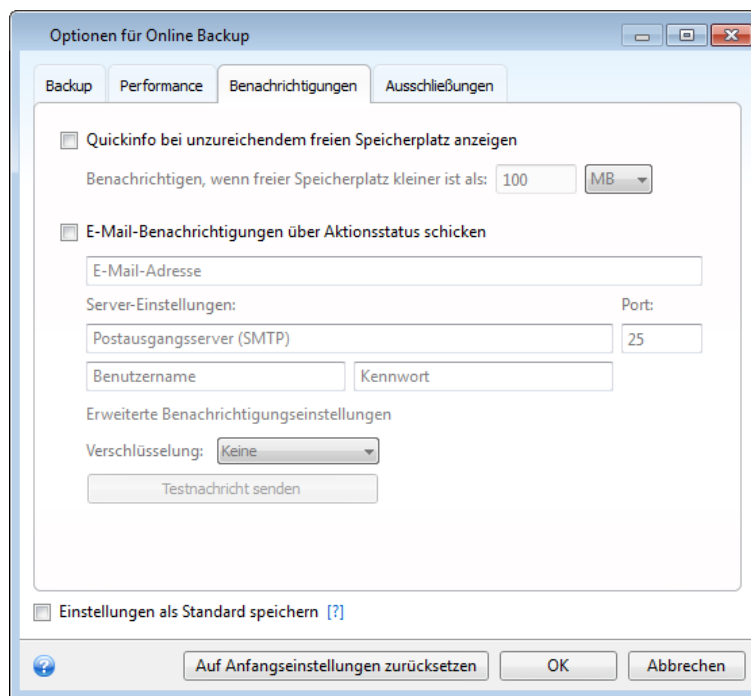 Optionen für Online Backup
Backup Performance Benachrichtigungen Ausschließungen
Quickinfo bei unzureichendem freien Speicherplatz anzeigen
Benachrichtigen, wenn freier Speicherplatz kleiner ist als: 100 MB
E-Mail-Benachrichtigungen über Aktionsstatus schicken
E-Mail-Adresse
Server-Einstellungen: Port:
Postausgangsserver (SMTP) 25
Benutzername Kennwort
Erweiterte Benachrichtigungseinstellungen
Verschlüsselung: Keine
Testnachricht senden
Einstellungen als Standard speichern [?]
Auf Anfangseinstellungen zurücksetzen OK Abbrechen